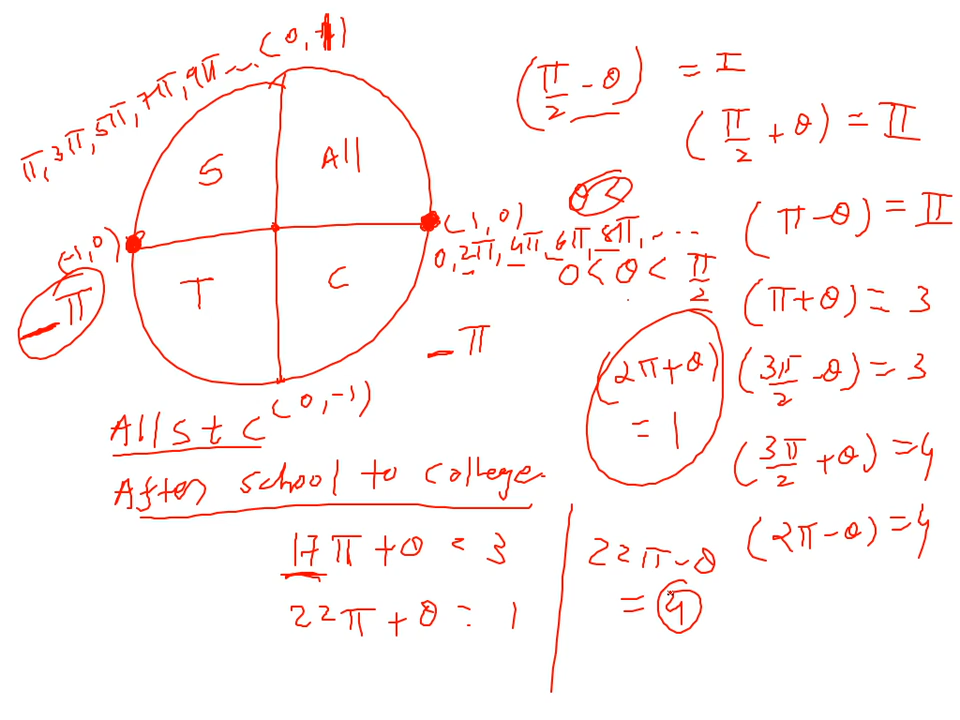 (0,1)
π, 3π, 5π, 7π, 9π ...
S
All
(-1,0)
(1,0)
0, 2π, 4π, 6π, 8π, ....
T
C
-π
-π
(0,-1)
All S t C
After school to college
17π+θ = 3
22π+θ = 1
(π/2 - θ) = I
(π/2 + θ) = II
0 < θ < π/2
(π-θ) = II
(π+θ) = 3
(2π+θ)
= 1
(3π/2 - θ) = 3
(3π/2 + θ) = 4
(2π-θ) = 4
22π-θ
= 4